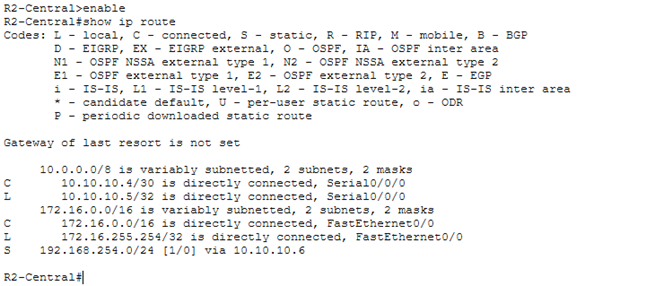 R2-Central>enable
R2-Central#show ip route
Codes: L - local, C - connected, S - static, R - RIP, M - mobile, B - BGP
       D - EIGRP, EX - EIGRP external, O - OSPF, IA - OSPF inter area
       N1 - OSPF NSSA external type 1, N2 - OSPF NSSA external type 2
       E1 - OSPF external type 1, E2 - OSPF external type 2, E - EGP
       i - IS-IS, L1 - IS-IS level-1, L2 - IS-IS level-2, ia - IS-IS inter area
       * - candidate default, U - per-user static route, o - ODR
       P - periodic downloaded static route

Gateway of last resort is not set

     10.0.0.0/8 is variably subnetted, 2 subnets, 2 masks
C       10.10.10.4/30 is directly connected, Serial0/0/0
L       10.10.10.5/32 is directly connected, Serial0/0/0
     172.16.0.0/16 is variably subnetted, 2 subnets, 2 masks
C       172.16.0.0/16 is directly connected, FastEthernet0/0
L       172.16.255.254/32 is directly connected, FastEthernet0/0
S    192.168.254.0/24 [1/0] via 10.10.10.6

R2-Central#